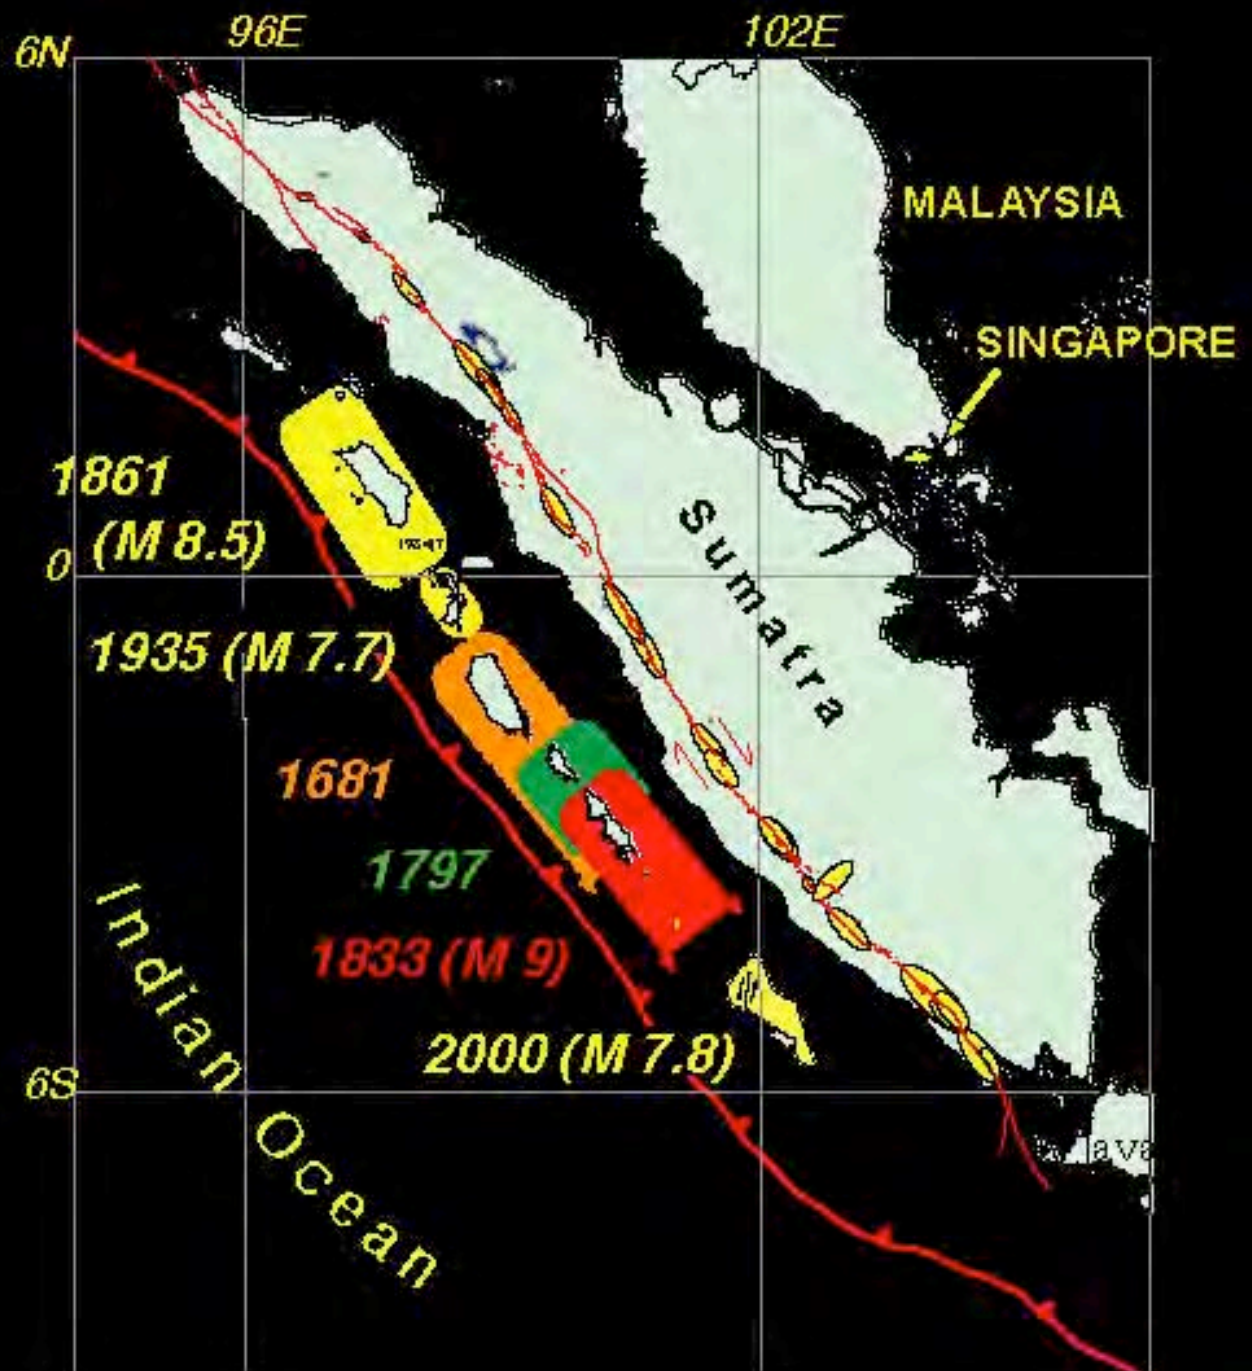 96E
102E
6N
MALAYSIA
SINGAPORE
1861
(M 8.5)
Sumatra
0
1935 (M 7.7)
1681
1797
1833 (M 9)
Indian Ocean
2000 (M 7.8)
6S
Java